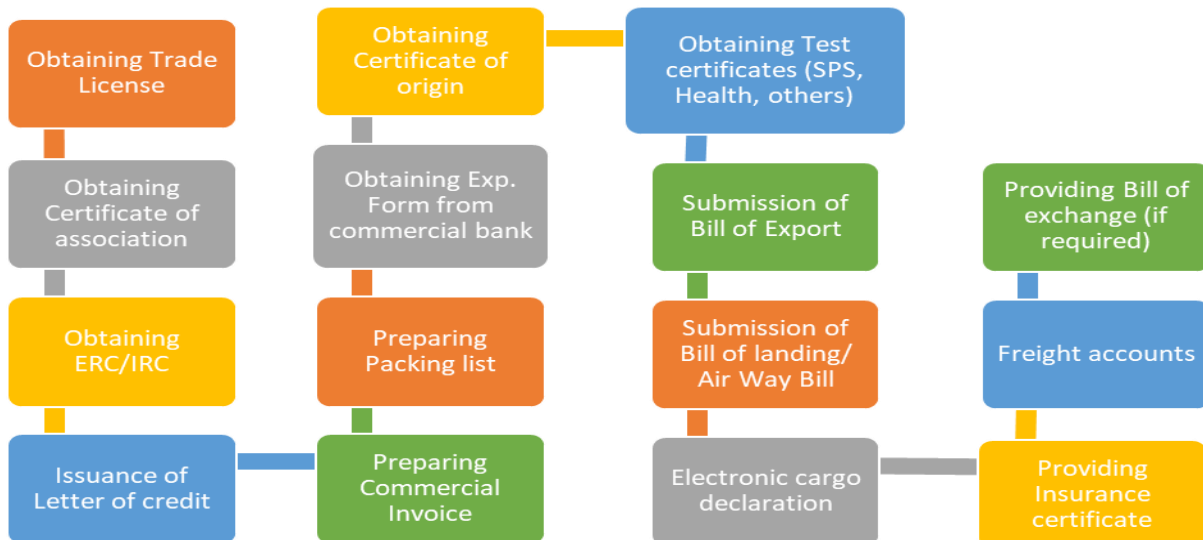 Obtaining Trade
License
Obtaining
Certificate of
association
Obtaining
ERC/IRC
Issuance of
Letter of credit
Preparing
Commercial
Invoice
Preparing
Packing list
Obtaining Exp.
Form from
commercial bank
Obtaining
Certificate of
origin
Obtaining Test
certificates (SPS,
Health, others)
Submission of
Bill of Export
Submission of
Bill of landing/
Air Way Bill
Electronic cargo
declaration
Providing
Insurance
certificate
Freight accounts
Providing Bill of
exchange (if
required)